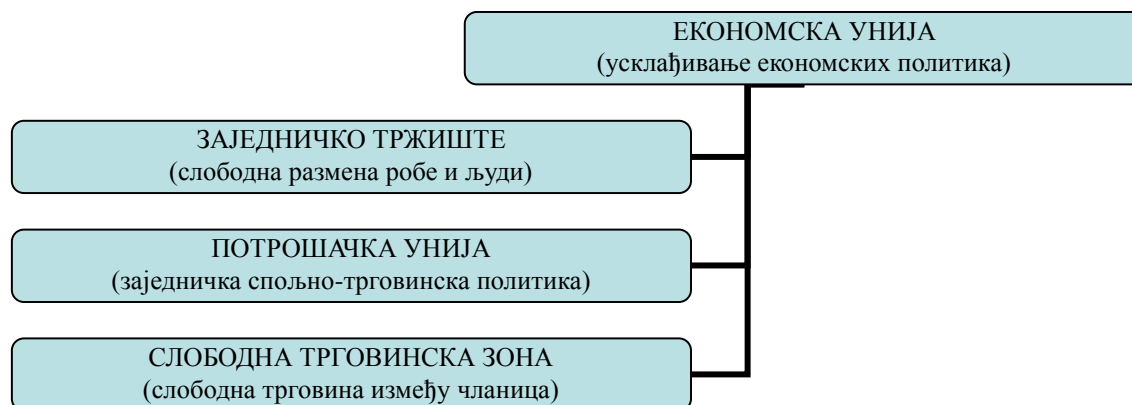 ЕКОНОМСКА УНИЈА
(усклађивање економских политика)
ЗАЈЕДНИЧКО ТРЖИШТЕ
(слободна размена робе и људи)
ПОТРОШАЧКА УНИЈА
(заједничка спољно-трговинска политика)
СЛОБОДНА ТРГОВИНСКА ЗОНА
(слободна трговина између чланица)